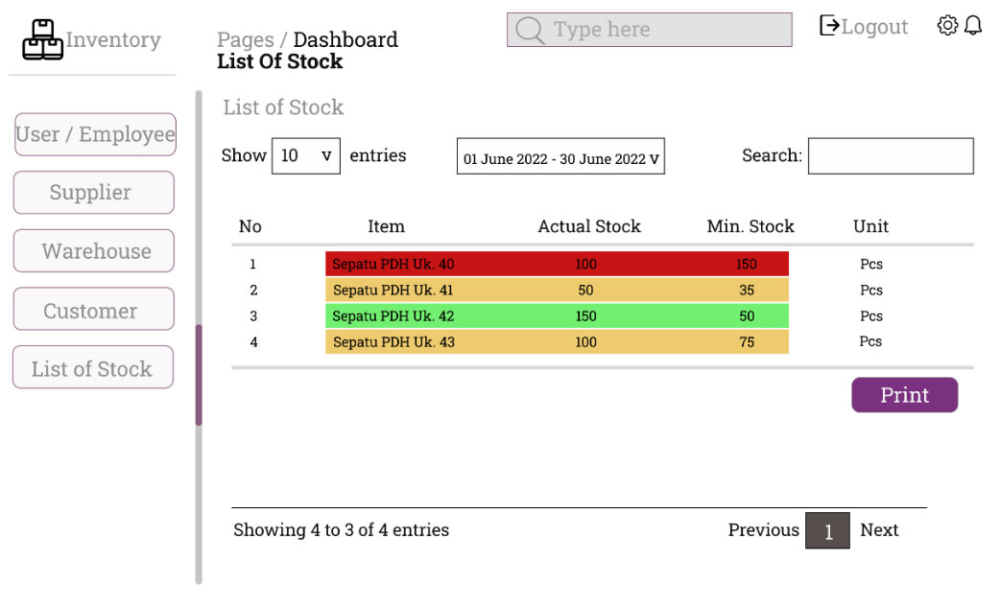 Inventory
Pages / Dashboard
List Of Stock
Type here
Logout
User / Employee
Supplier
Warehouse
Customer
List of Stock
List of Stock
Show 10 v entries
01 June 2022 - 30 June 2022 V
Search:
No Item Actual Stock Min. Stock Unit
1 Sepatu PDH Uk. 40 100 150 Pcs
2 Sepatu PDH Uk. 41 50 35 Pcs
3 Sepatu PDH Uk. 42 150 50 Pcs
4 Sepatu PDH Uk. 43 100 75 Pcs
Print
Showing 4 to 3 of 4 entries
Previous 1 Next